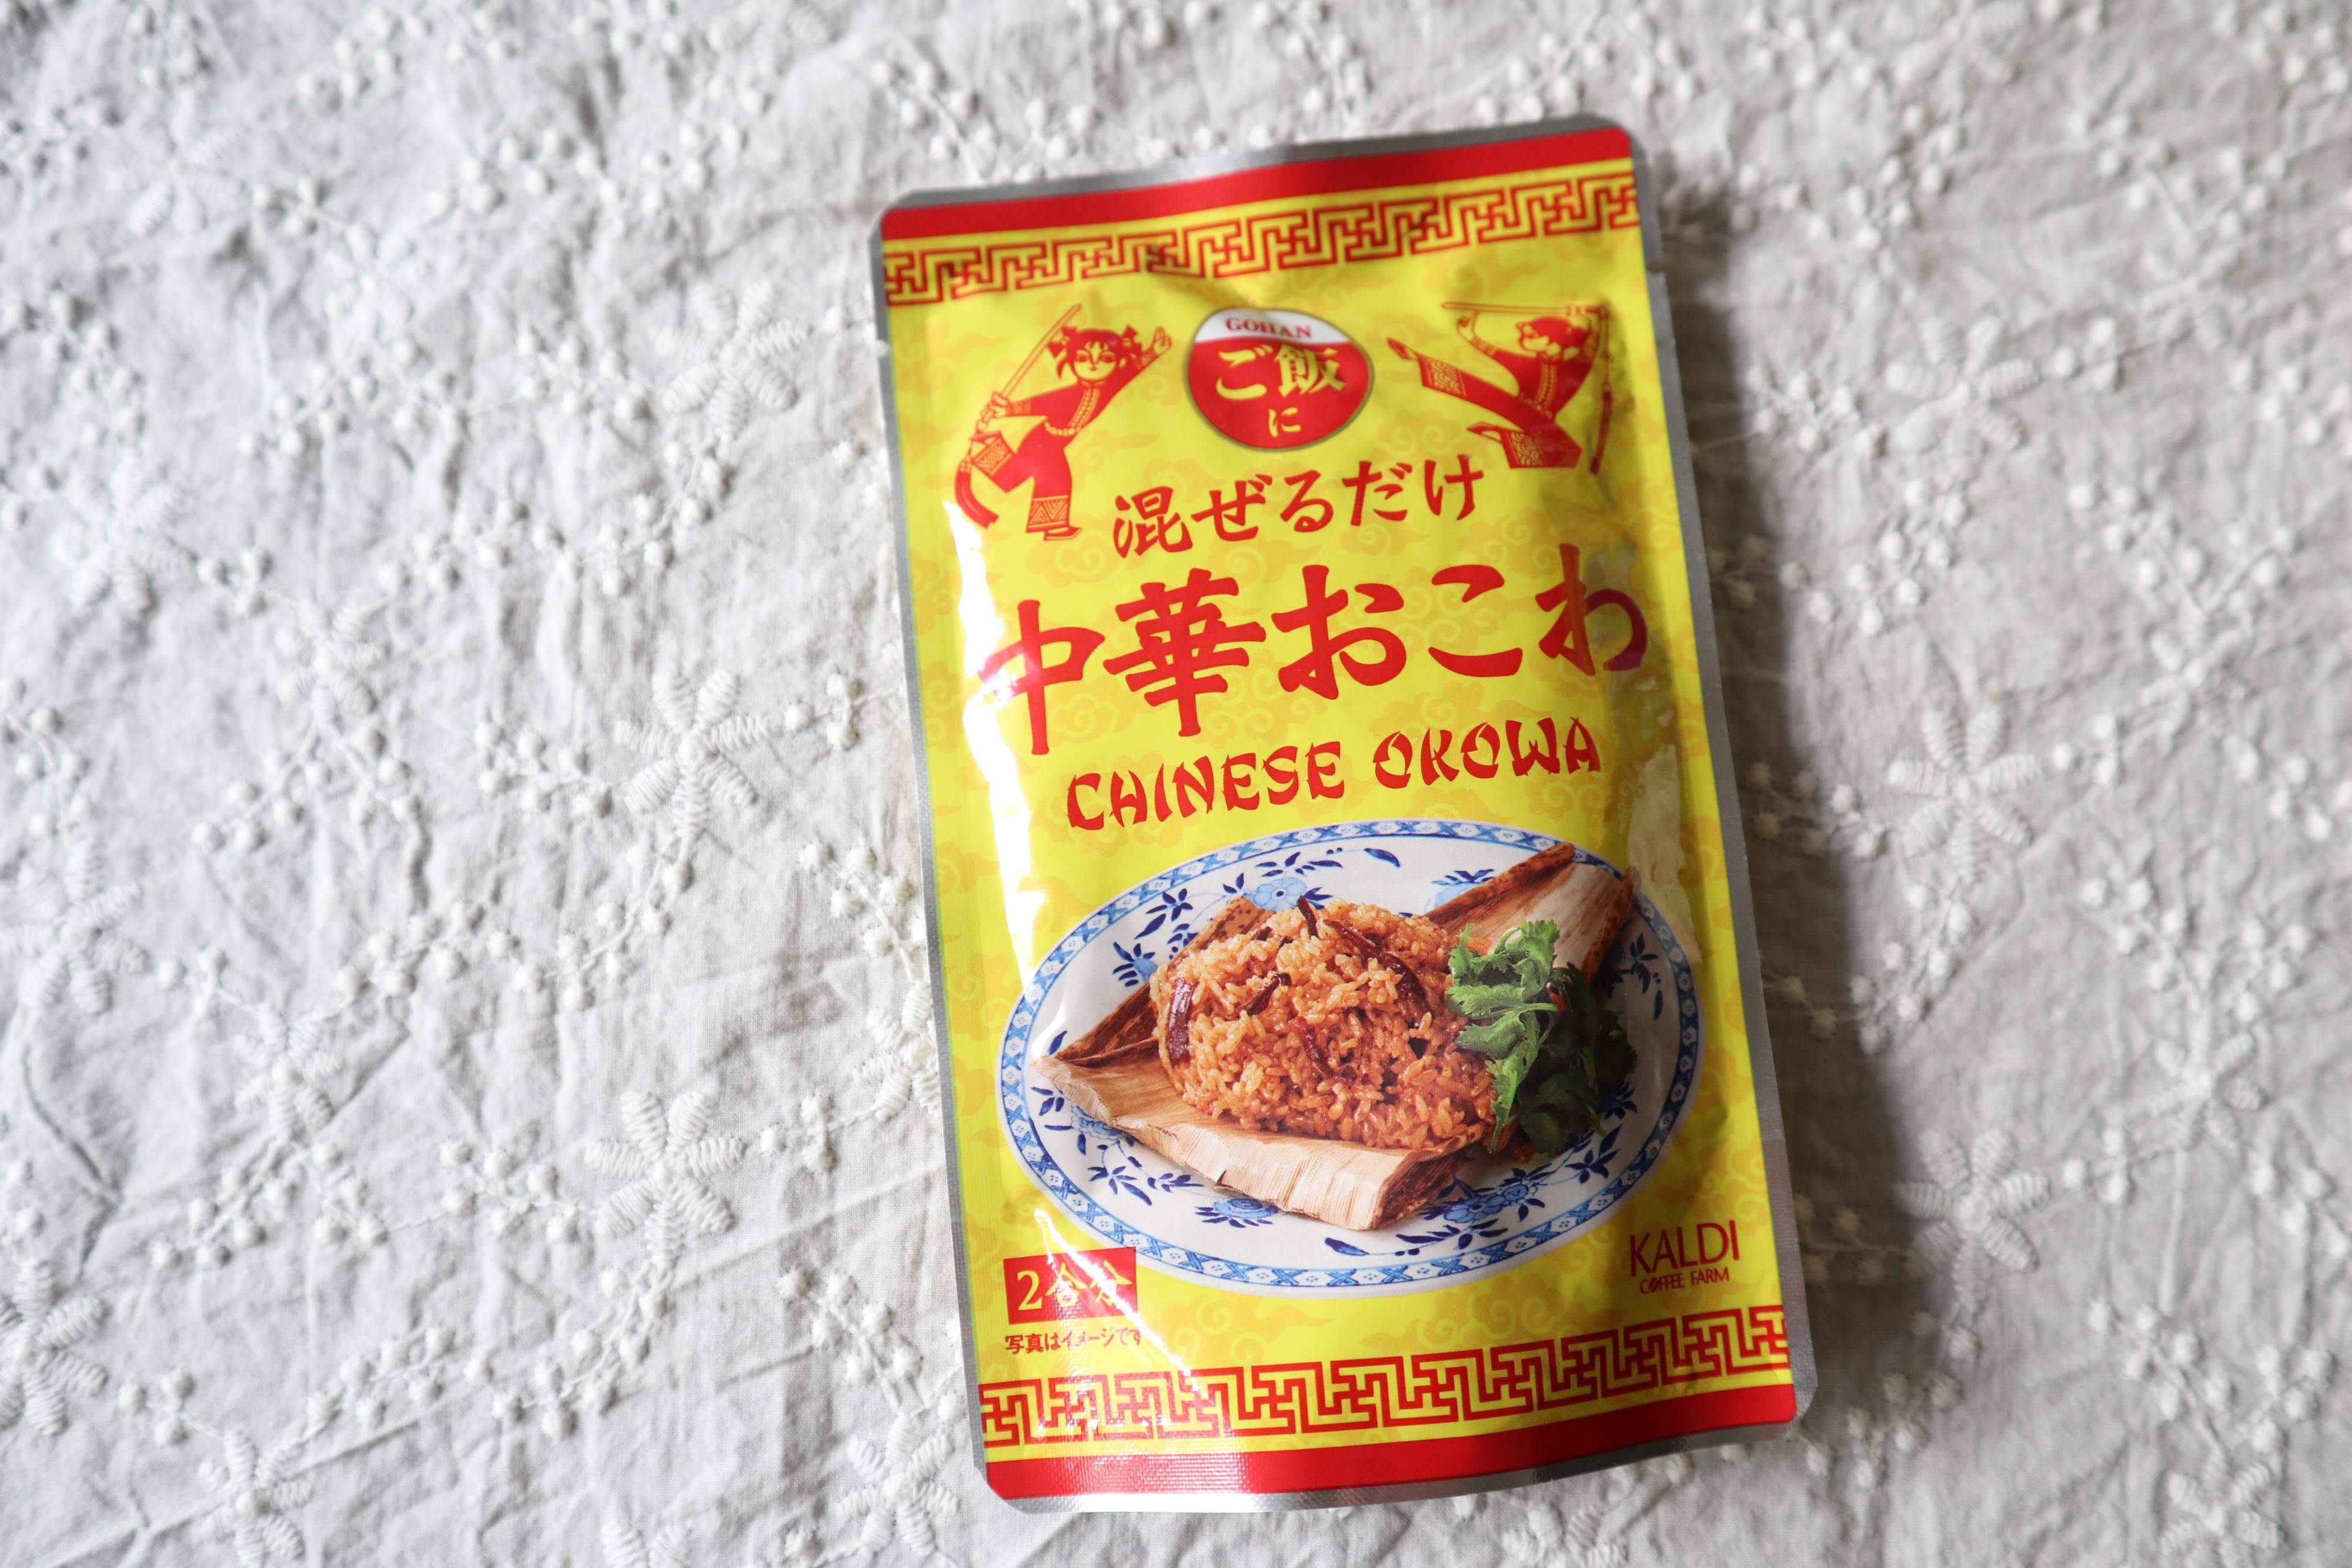 GOHAN
ご飯
に
混ぜるだけ
中華おこわ
CHINESE OKOWA
2合分
写真はイメージです
KALDI
COFFEE FARM